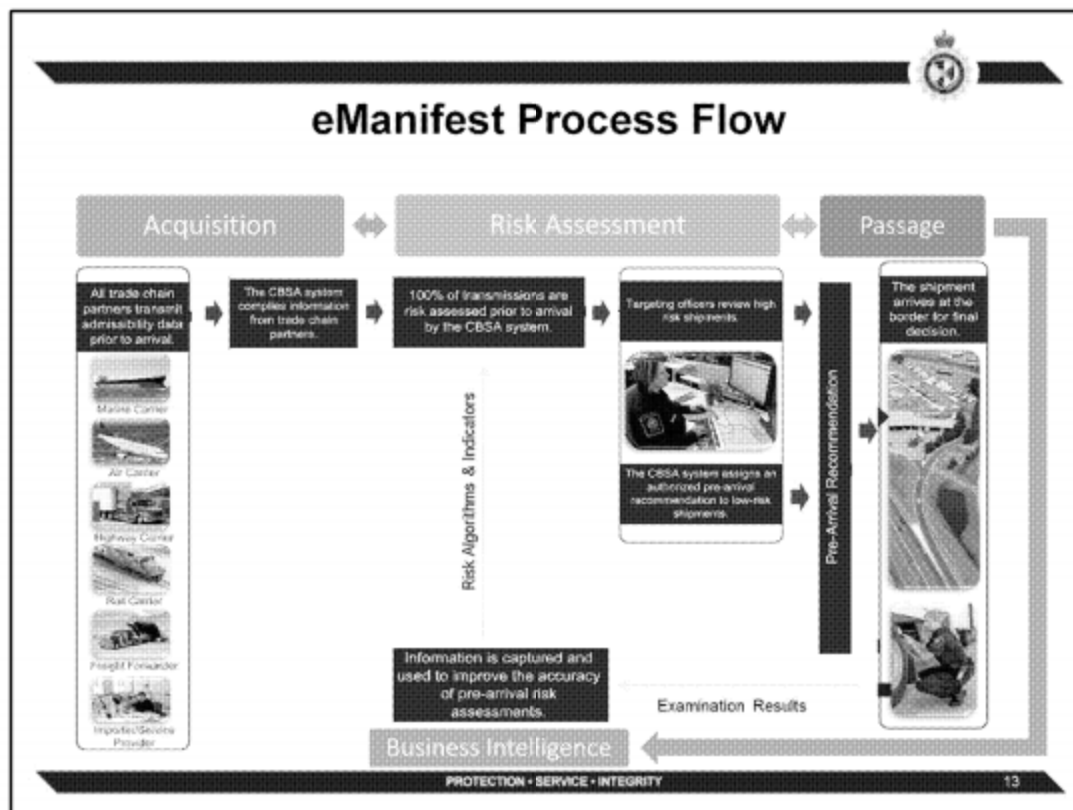 eManifest Process Flow
Acquisition
Risk Assessment
Passage
All trade chain
partners transmit
admissibility data
prior to arrival.
Marine Carrier
Air Carrier
Highway Carrier
Rail Carrier
Freight Forwarder
Importer/Service
Provider
The CBSA system
compiles information
from trade chain
partners.
100% of transmissions are
risk assessed prior to arrival
by the CBSA system.
Targeting officers review high
risk shipments.
The CBSA system assigns an
authorized pre-arrival
recommendation to low-risk
shipments.
Pre-Arrival Recommendation
The shipment
arrives at the
border for final
decision.
Risk Algorithms & Indicators
Information is captured and
used to improve the accuracy
of pre-arrival risk
assessments.
Examination Results
Business Intelligence
PROTECTION • SERVICE • INTEGRITY
13